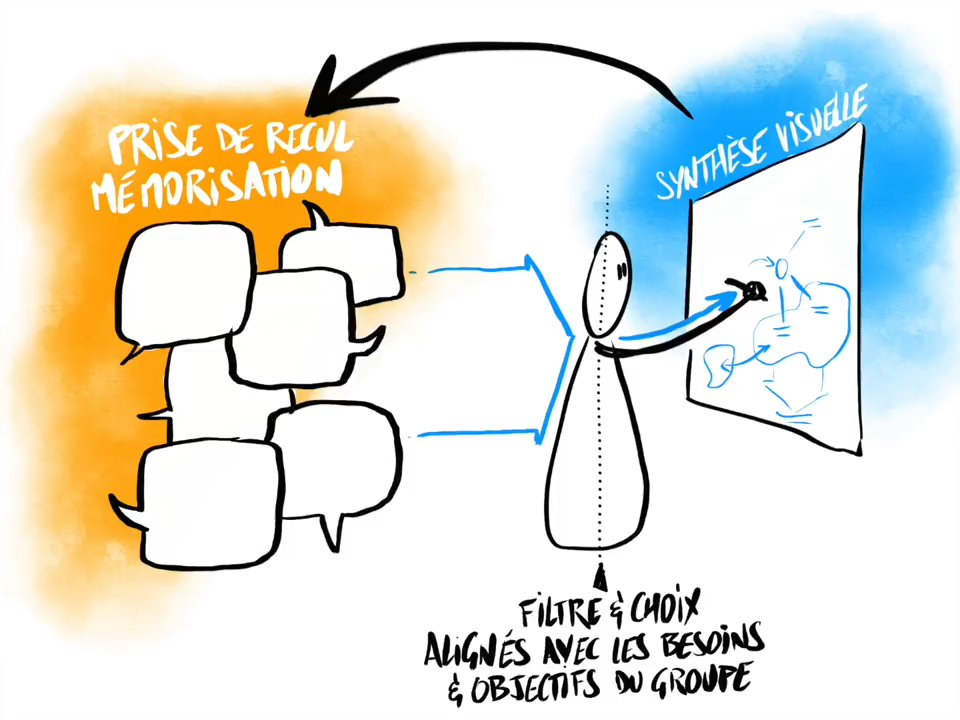 PRISE DE RECUL
MÉMORISATION
SYNTHÈSE VISUELLE
FILTRE & CHOIX
ALIGNÉS AVEC LES BESOINS
& OBJECTIFS DU GROUPE